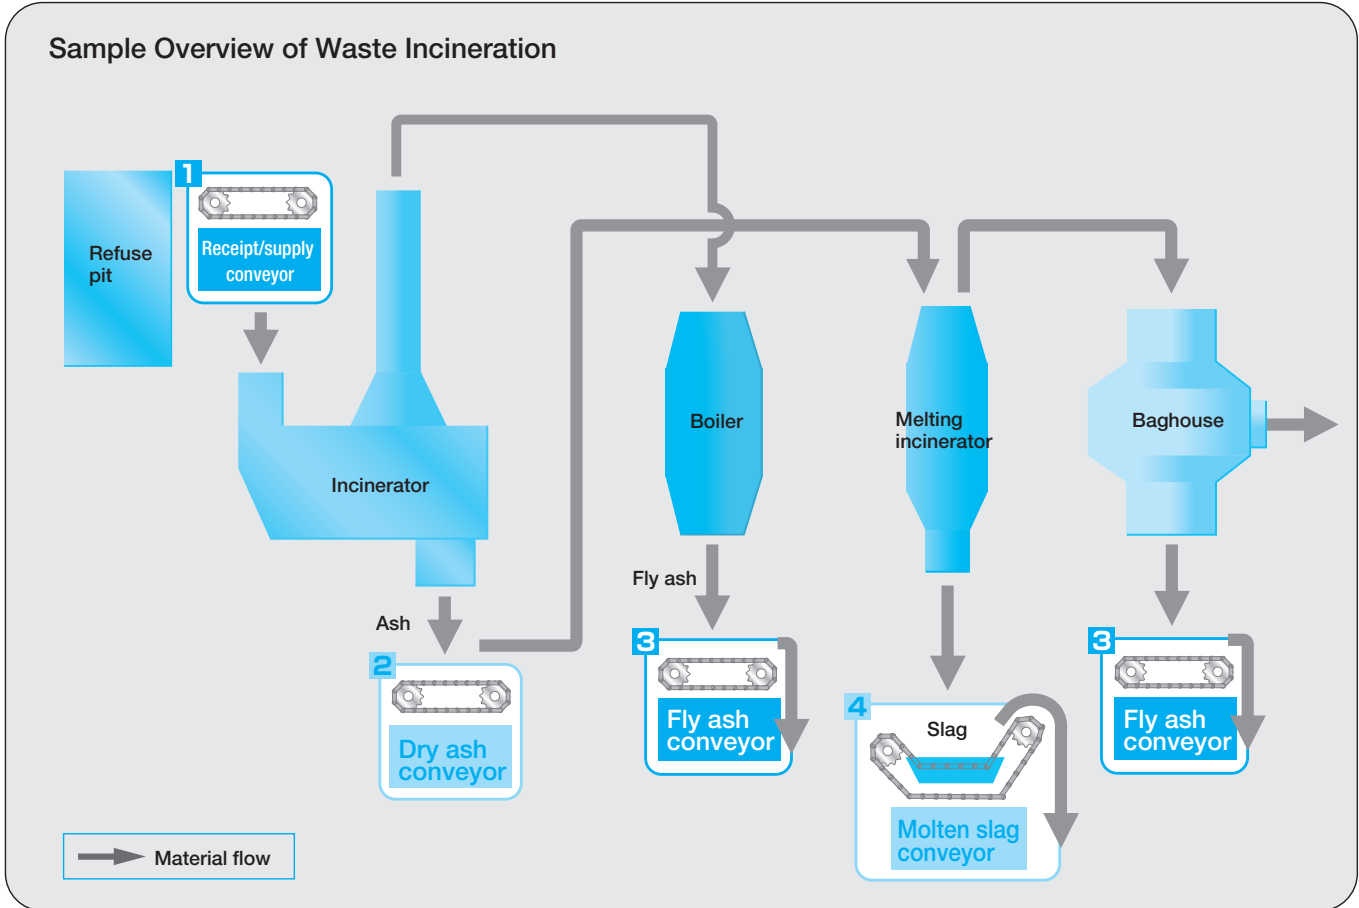 Sample Overview of Waste Incineration
1
Refuse
pit
Receipt/supply
conveyor
Incinerator
Ash
2
Dry ash
conveyor
Boiler
Fly ash
3
Fly ash
conveyor
Melting
incinerator
4
Slag
Molten slag
conveyor
Baghouse
3
Fly ash
conveyor
Material flow